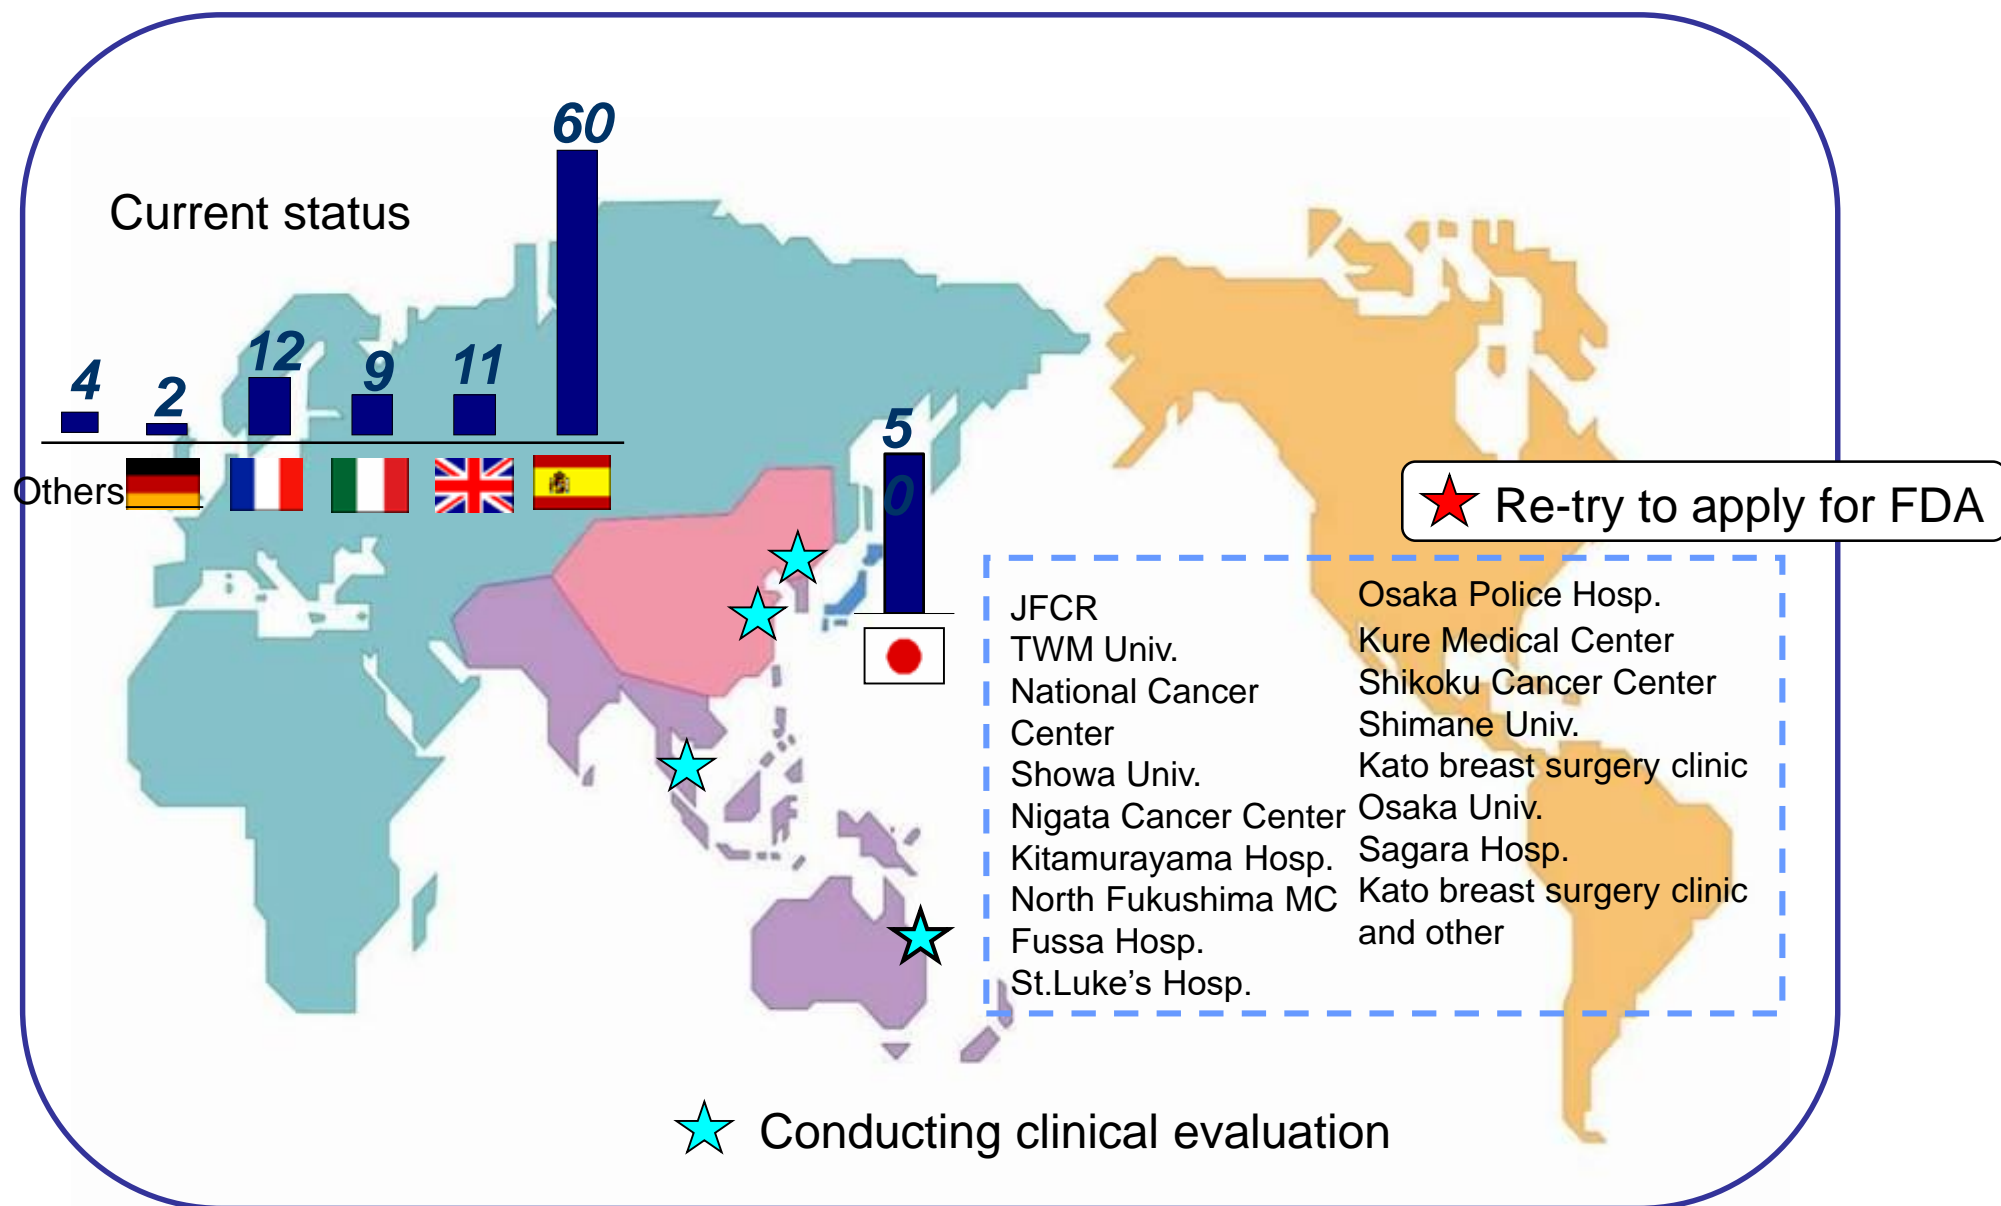 60
Current status
12
11
9
4
2
5
0
Others
Re-try to apply for FDA
JFCR
TWM Univ.
National Cancer
Center
Showa Univ.
Nigata Cancer Center
Kitamurayama Hosp.
North Fukushima MC
Fussa Hosp.
St.Luke's Hosp.
Osaka Police Hosp.
Kure Medical Center
Shikoku Cancer Center
Shimane Univ.
Kato breast surgery clinic
Osaka Univ.
Sagara Hosp.
Kato breast surgery clinic
and other
Conducting clinical evaluation